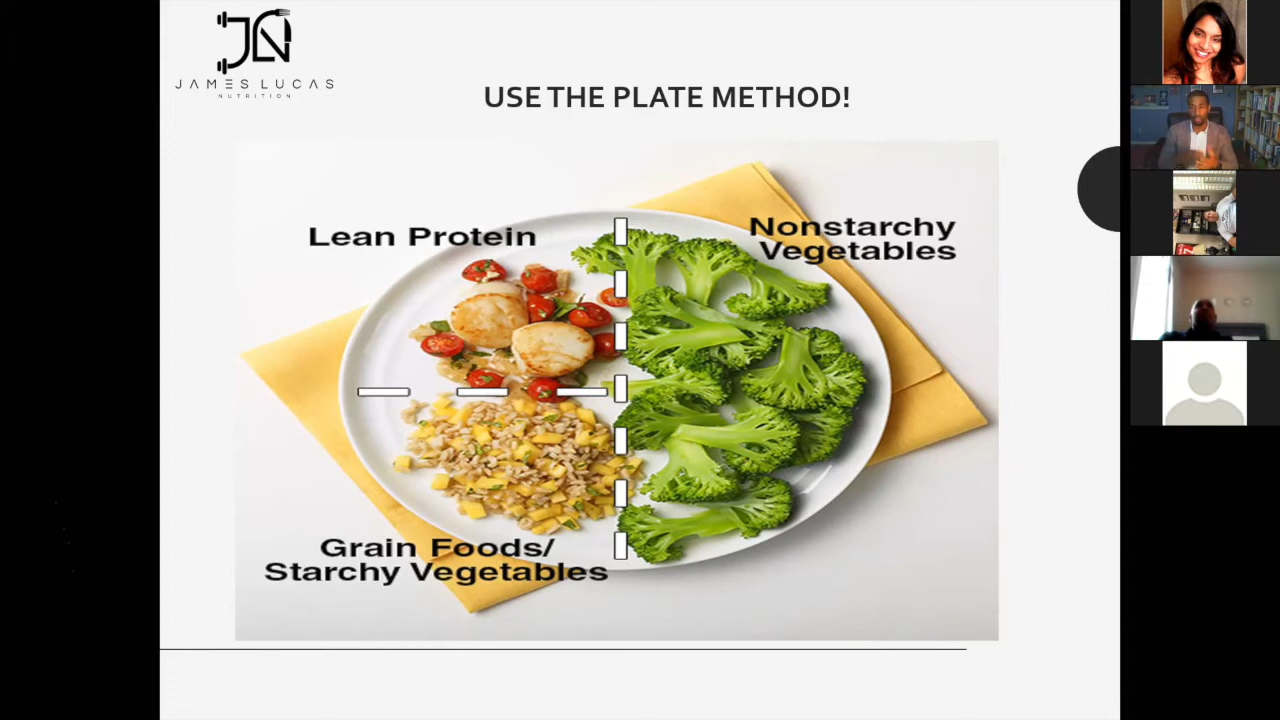 JAMES LUCAS
NUTRITION
USE THE PLATE METHOD!
Lean Protein
Nonstarchy
Vegetables
Grain Foods/
Starchy Vegetables